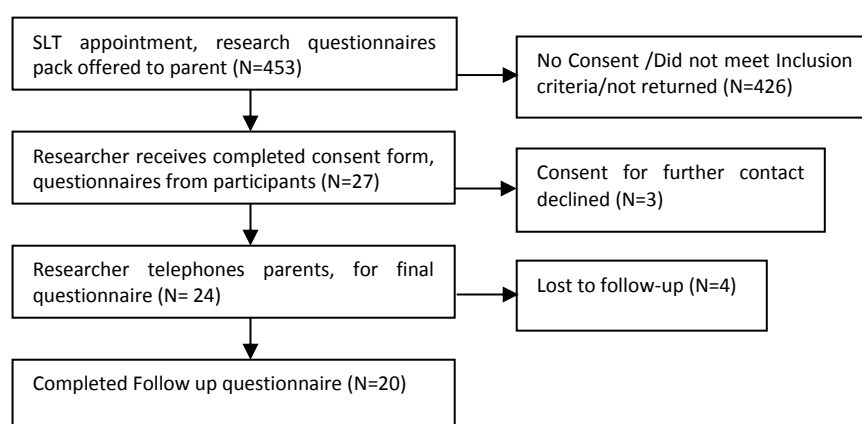 SLT appointment, research questionnaires
pack offered to parent (N=453)
No Consent /Did not meet Inclusion
criteria/not returned (N=426)
Researcher receives completed consent form,
questionnaires from participants (N=27)
Consent for further contact
declined (N=3)
Researcher telephones parents, for final
questionnaire (N= 24)
Lost to follow-up (N=4)
Completed Follow up questionnaire (N=20)